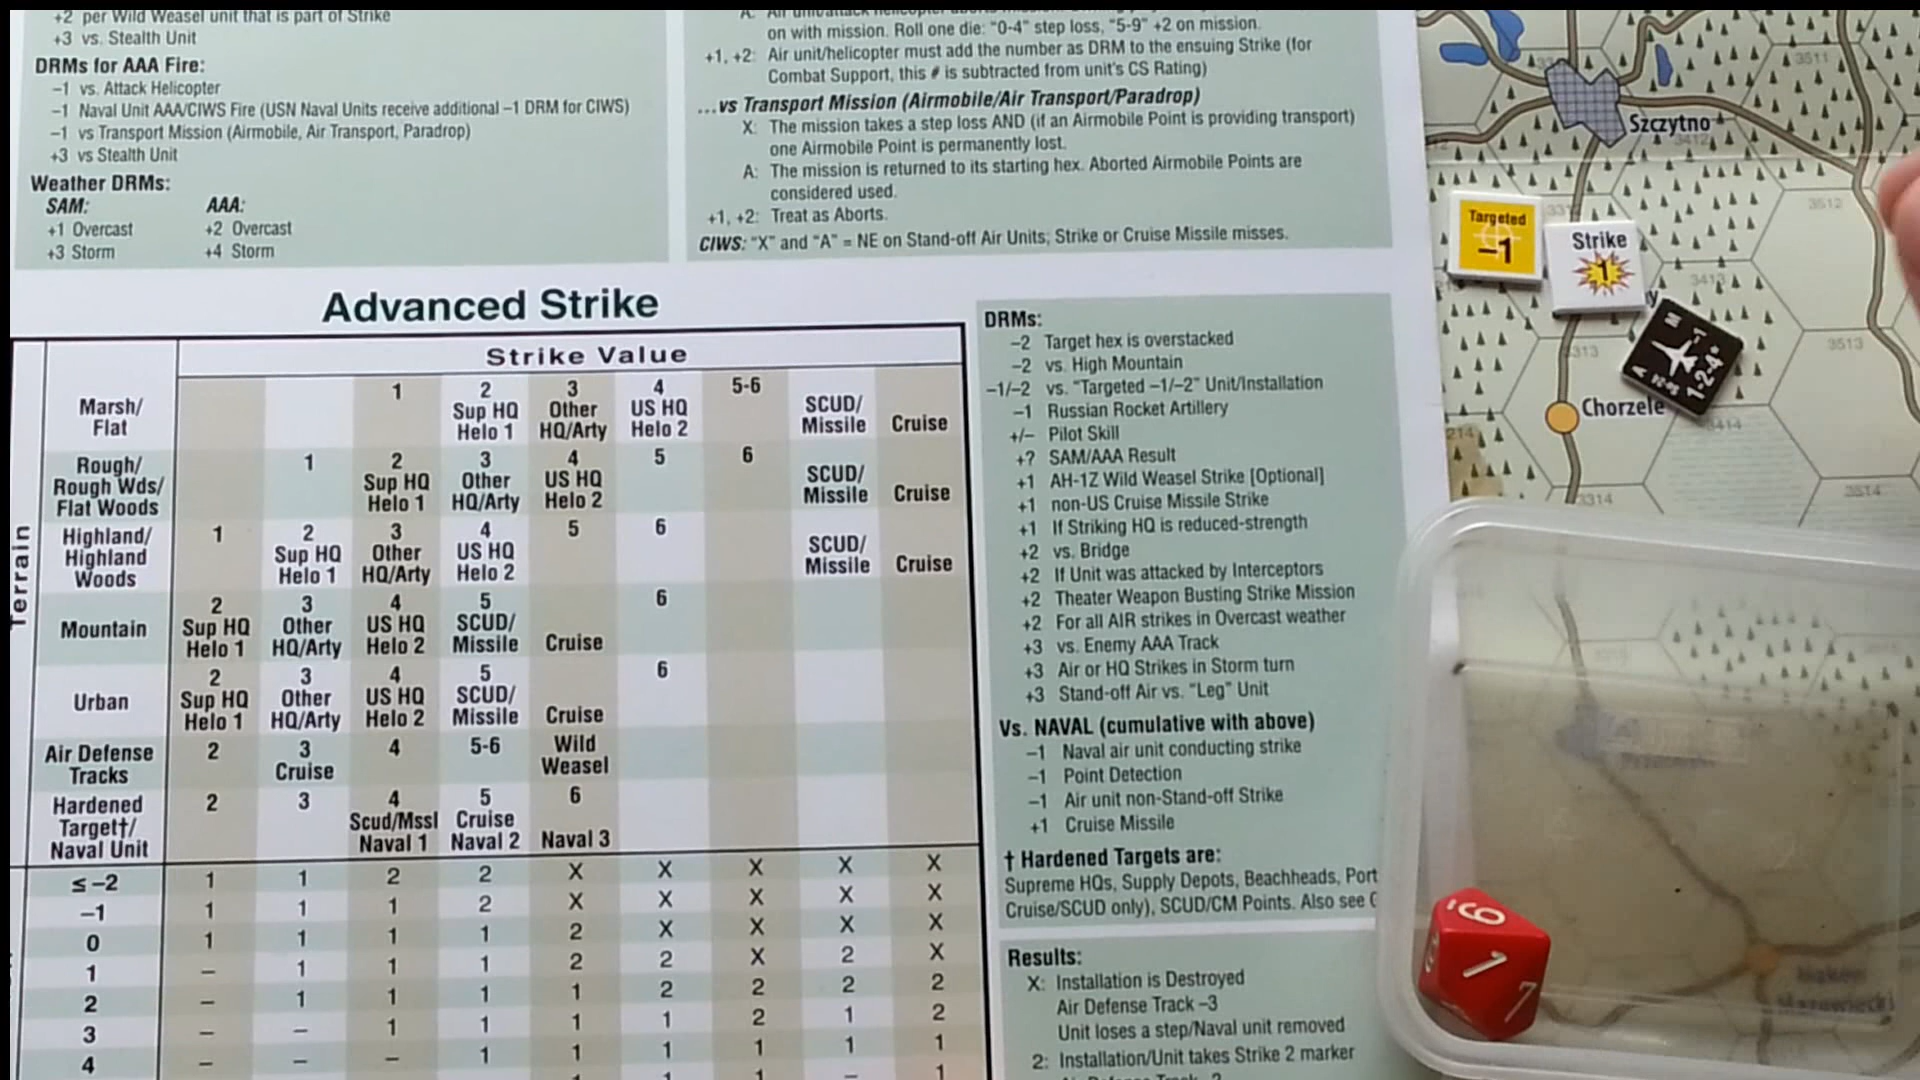 +2 per Wild Weasel unit that is part of Strike
+3 vs. Stealth Unit
DRMs for AAA Fire:
−1 vs. Attack Helicopter
−1 Naval Unit AAA/CIWS Fire (USN Naval Units receive additional −1 DRM for CIWS)
−1 vs Transport Mission (Airmobile, Air Transport, Paradrop)
+3 vs Stealth Unit
Weather DRMs:
SAM: AAA:
+1 Overcast +2 Overcast
+3 Storm +4 Storm
on with mission. Roll one die: "0-4" step loss, "5-9" +2 on mission.
+1, +2: Air unit/helicopter must add the number as DRM to the ensuing Strike (for
Combat Support, this # is subtracted from unit's CS Rating)
...vs Transport Mission (Airmobile/Air Transport/Paradrop)
X: The mission takes a step loss AND (if an Airmobile Point is providing transport)
one Airmobile Point is permanently lost.
A: The mission is returned to its starting hex. Aborted Airmobile Points are
considered used.
+1, +2: Treat as Aborts.
CIWS: "X" and "A" = NE on Stand-off Air Units; Strike or Cruise Missile misses.
Advanced Strike
Strike Value
Terrain
Marsh/
Flat
1
2
Sup HQ
Helo 1
3
Other
HQ/Arty
4
US HQ
Helo 2
5-6
SCUD/
Missile
Cruise
Rough/
Rough Wds/
Flat Woods
1
2
Sup HQ
Helo 1
3
Other
HQ/Arty
4
US HQ
Helo 2
5
6
SCUD/
Missile
Cruise
Highland/
Highland
Woods
1
2
Sup HQ
Helo 1
3
Other
HQ/Arty
4
US HQ
Helo 2
5
6
SCUD/
Missile
Cruise
Mountain
2
Sup HQ
Helo 1
3
Other
HQ/Arty
4
US HQ
Helo 2
5
SCUD/
Missile
Cruise
6
Urban
2
Sup HQ
Helo 1
3
Other
HQ/Arty
4
US HQ
Helo 2
5
SCUD/
Missile
Cruise
6
Air Defense
Tracks
2
3
Cruise
4
5-6
Wild
Weasel
Hardened
Target†/
Naval Unit
2
3
4
Scud/Mssl
Naval 1
5
Cruise
Naval 2
6
Naval 3
≤ −2 1 1 2 2 X X X X X
−1 1 1 1 2 X X X X X
0 1 1 1 1 2 X X X X
1 – 1 1 1 2 2 X 2 X
2 – 1 1 1 1 2 2 2 2
3 – – 1 1 1 1 2 1 2
4 – – – 1 1 1 1 1 1
1 1 1 – 1
DRMs:
−2 Target hex is overstacked
−2 vs. High Mountain
−1/−2 vs. "Targeted −1/−2" Unit/Installation
−1 Russian Rocket Artillery
+/− Pilot Skill
+? SAM/AAA Result
+1 AH-1Z Wild Weasel Strike [Optional]
+1 non-US Cruise Missile Strike
+1 If Striking HQ is reduced-strength
+2 vs. Bridge
+2 If Unit was attacked by Interceptors
+2 Theater Weapon Busting Strike Mission
+2 For all AIR strikes in Overcast weather
+3 vs. Enemy AAA Track
+3 Air or HQ Strikes in Storm turn
+3 Stand-off Air vs. "Leg" Unit
Vs. NAVAL (cumulative with above)
−1 Naval air unit conducting strike
−1 Point Detection
−1 Air unit non-Stand-off Strike
+1 Cruise Missile
† Hardened Targets are:
Supreme HQs, Supply Depots, Beachheads, Port
Cruise/SCUD only), SCUD/CM Points. Also see
Results:
X: Installation is Destroyed
Air Defense Track −3
Unit loses a step/Naval unit removed
2: Installation/Unit takes Strike 2 marker
3511
Szczytno
3412
3512
Targeted
−1
Strike
1
3413
3313
3513
Chorzele
3414
3314
3514
214
6
1
7